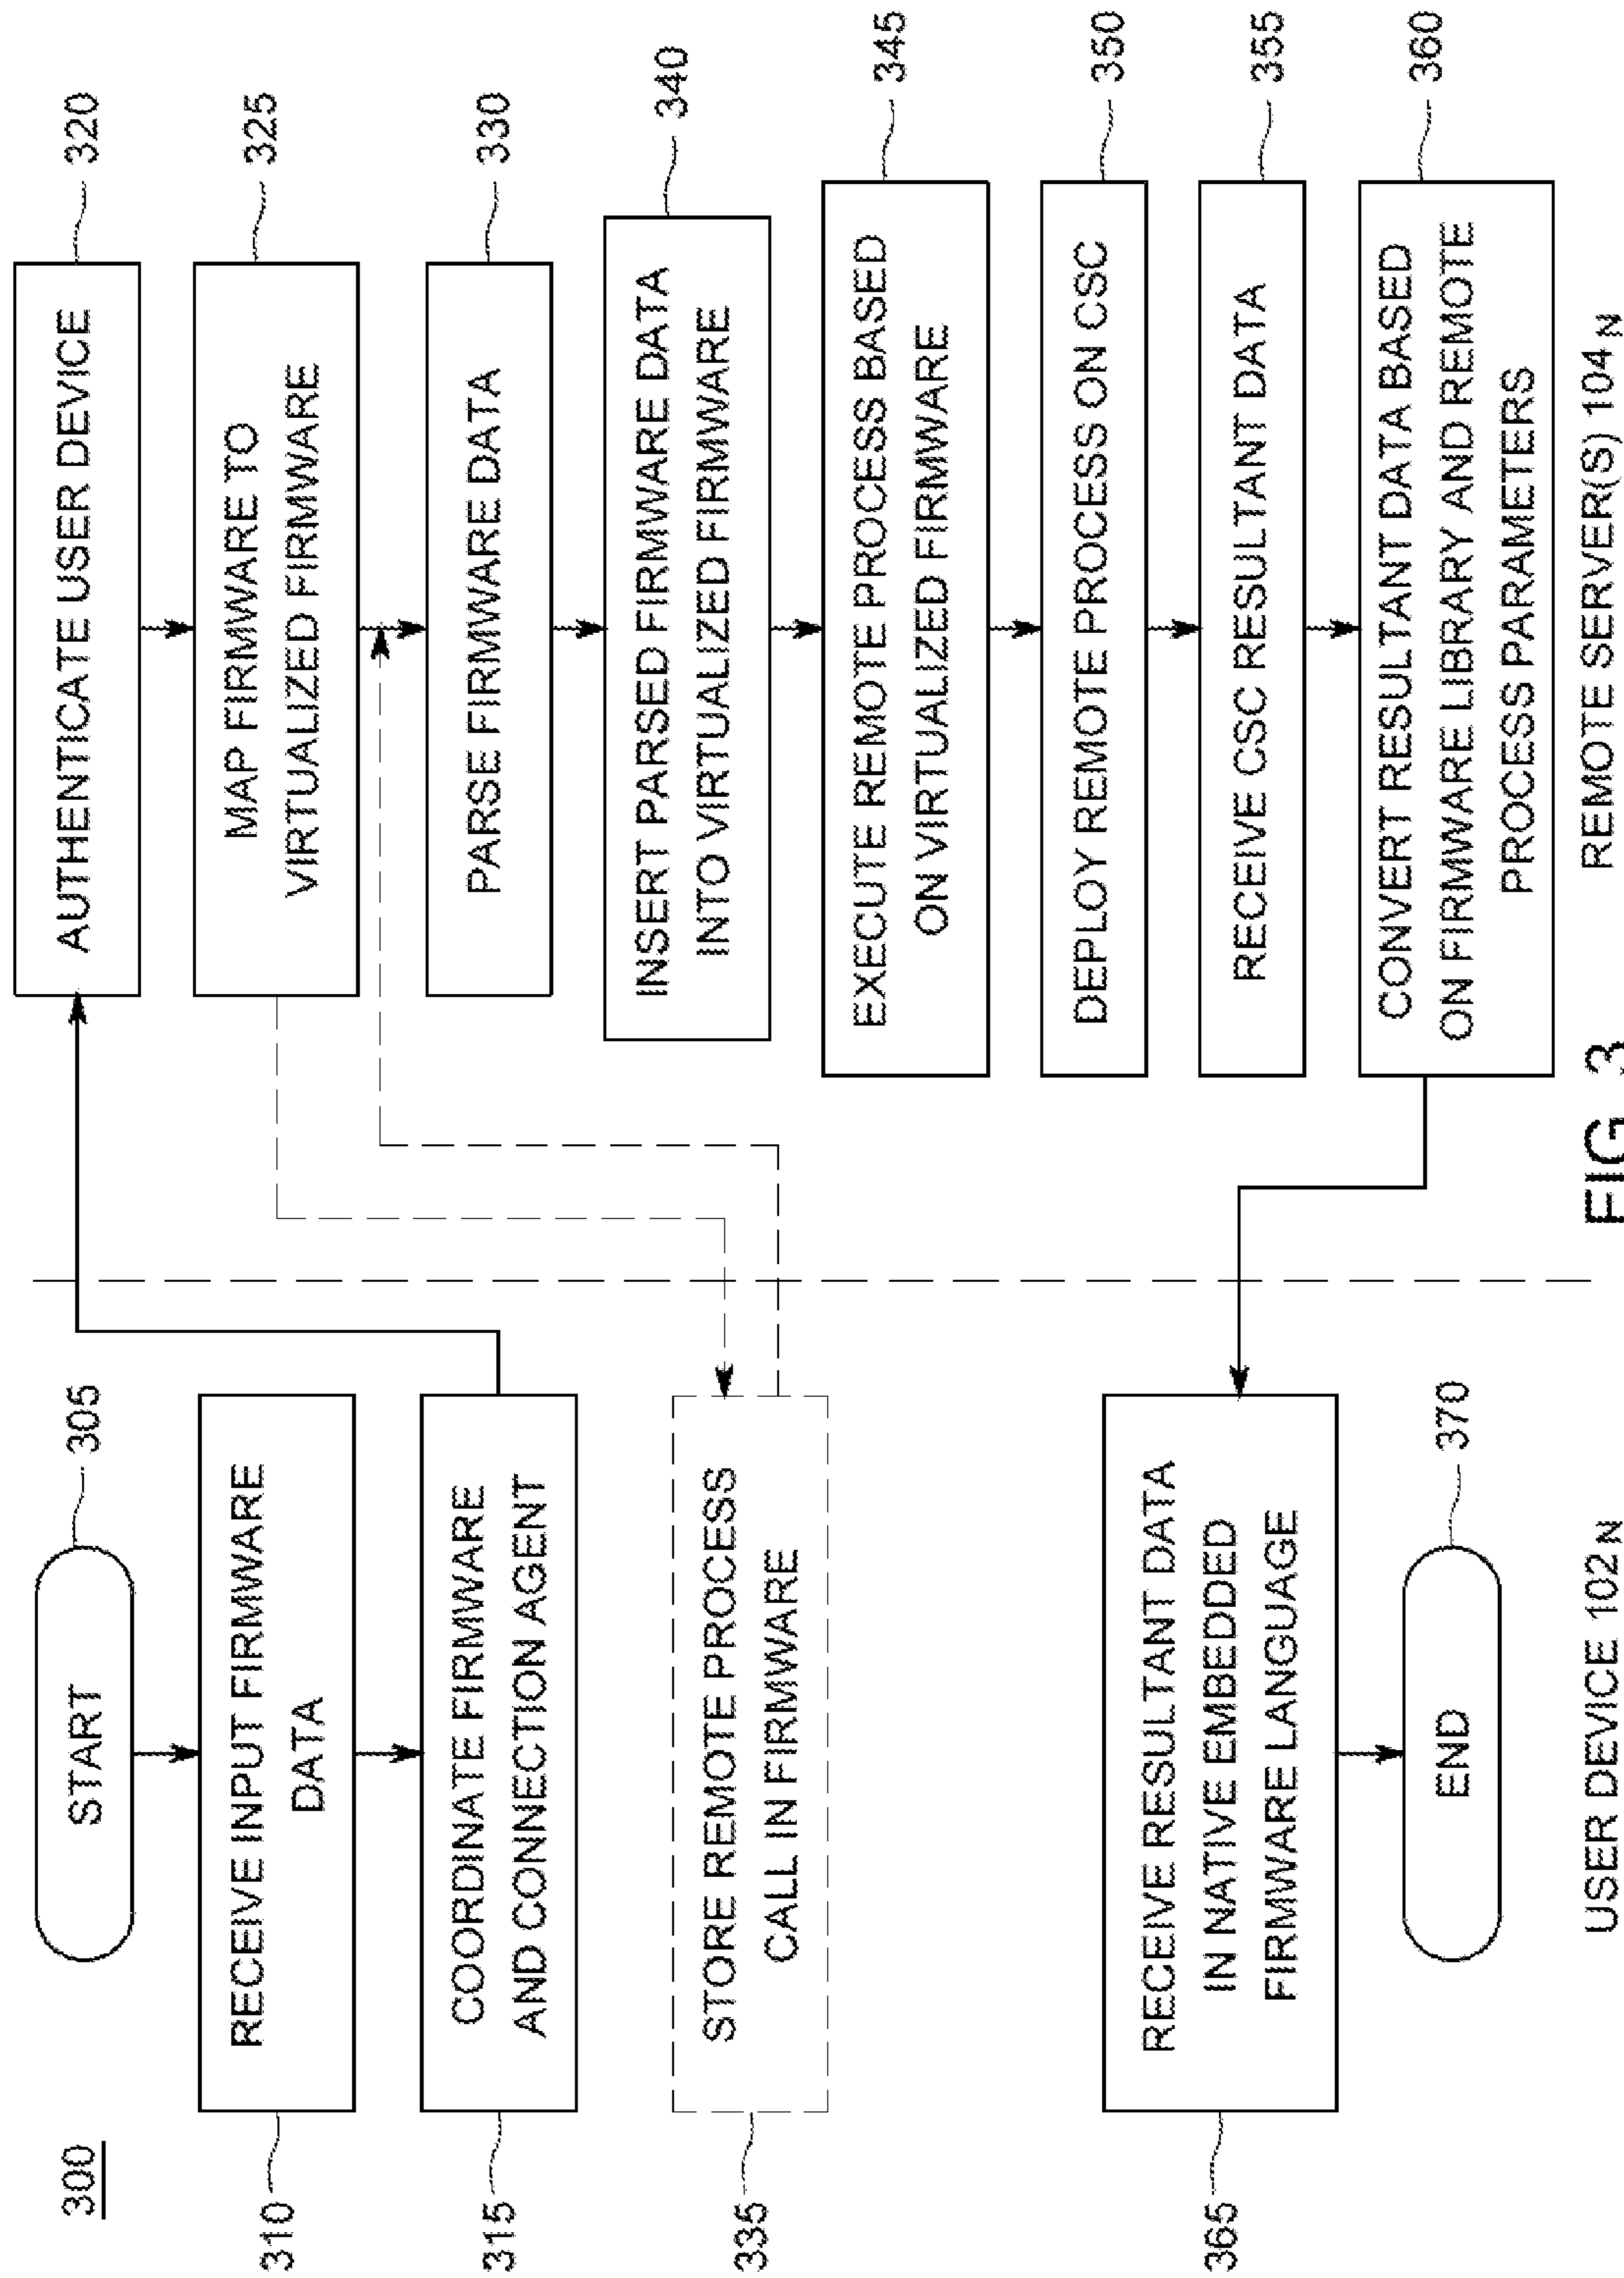 300
START
305
RECEIVE INPUT FIRMWARE
DATA
310
COORDINATE FIRMWARE
AND CONNECTION AGENT
315
AUTHENTICATE USER DEVICE
320
MAP FIRMWARE TO
VIRTUALIZED FIRMWARE
325
PARSE FIRMWARE DATA
330
STORE REMOTE PROCESS
CALL IN FIRMWARE
335
INSERT PARSED FIRMWARE DATA
INTO VIRTUALIZED FIRMWARE
340
EXECUTE REMOTE PROCESS BASED
ON VIRTUALIZED FIRMWARE
345
DEPLOY REMOTE PROCESS ON CSC
350
RECEIVE CSC RESULTANT DATA
355
CONVERT RESULTANT DATA BASED
ON FIRMWARE LIBRARY AND REMOTE
PROCESS PARAMETERS
360
RECEIVE RESULTANT DATA
IN NATIVE EMBEDDED
FIRMWARE LANGUAGE
365
END
370
USER DEVICE 102N
REMOTE SERVER(S) 104N
FIG. 3